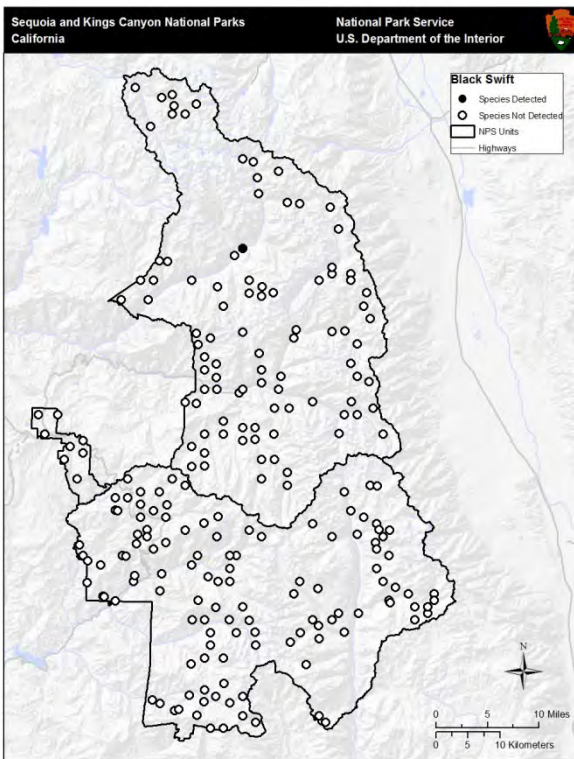 Sequoia and Kings Canyon National Parks
California
National Park Service
U.S. Department of the Interior
Black Swift
Species Detected
Species Not Detected
NPS Units
Highways
N
0 5 10 Miles
0 5 10 Kilometers